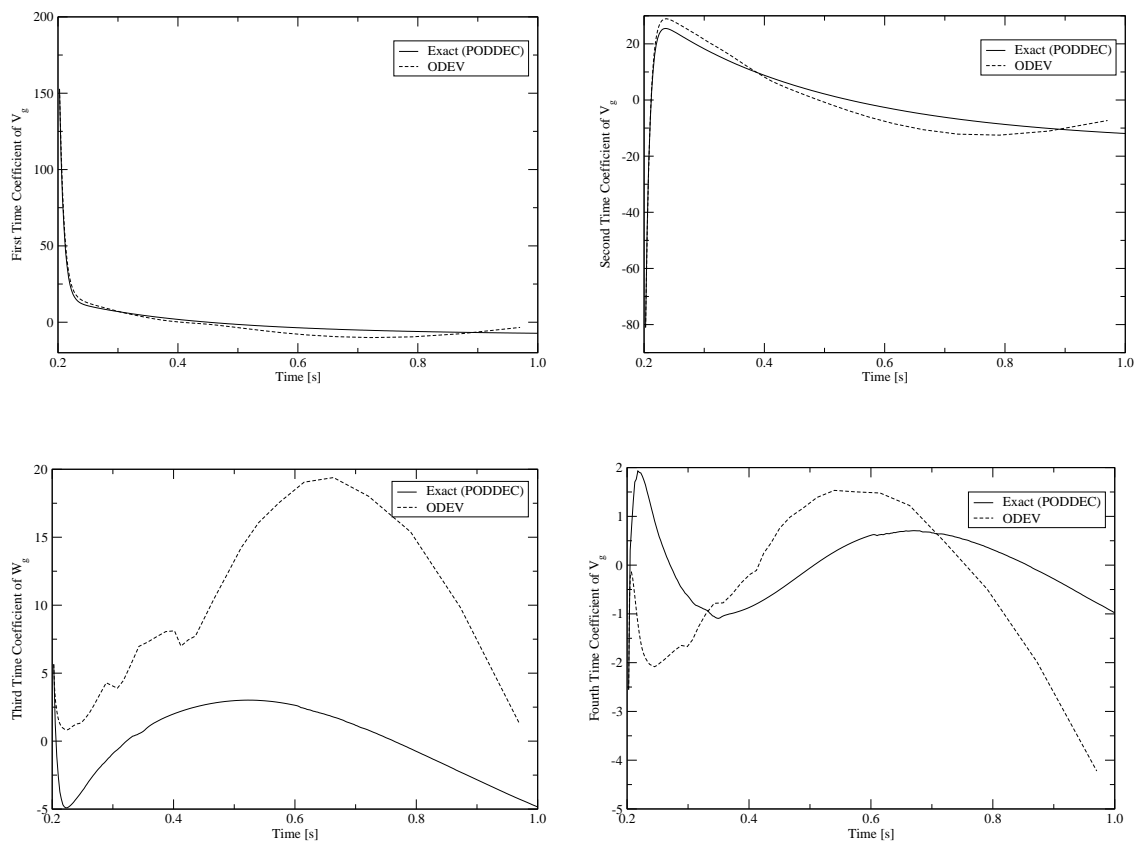 200
150
100
50
0
First Time Coefficient of Vg
Exact (PODDEC)
ODEV
0.2 0.4 0.6 0.8 1.0
Time [s]
20
0
-20
-40
-60
-80
Second Time Coefficient of Vg
Exact (PODDEC)
ODEV
0.2 0.4 0.6 0.8 1.0
Time [s]
20
15
10
5
0
-5
Third Time Coefficient of Wg
Exact (PODDEC)
ODEV
0.2 0.4 0.6 0.8 1.0
Time [s]
2
1
0
-1
-2
-3
-4
-5
Fourth Time Coefficient of Vg
Exact (PODDEC)
ODEV
0.2 0.4 0.6 0.8 1.0
Time [s]